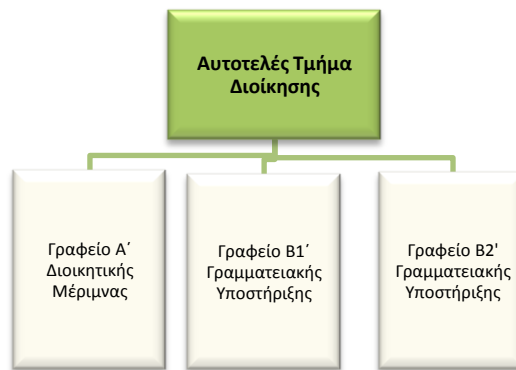 Αυτοτελές Τμήμα
Διοίκησης
Γραφείο Α΄
Διοικητικής
Μέριμνας
Γραφείο Β1΄
Γραμματειακής
Υποστήριξης
Γραφείο Β2'
Γραμματειακής
Υποστήριξης